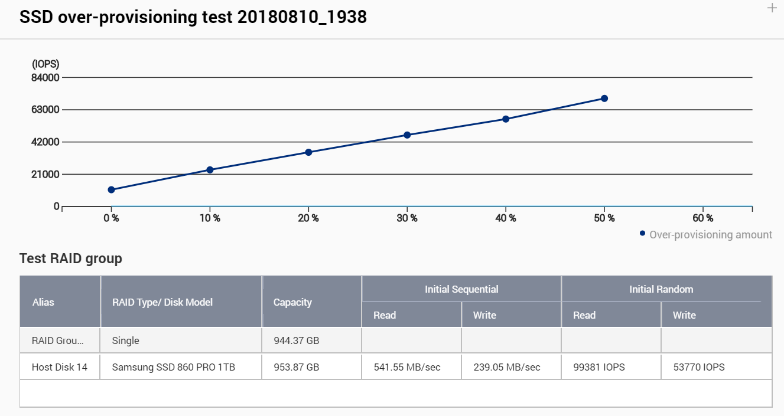 SSD over-provisioning test 20180810_1938
(IOPS)
84000
63000
42000
21000
0
0 % 10 % 20 % 30 % 40 % 50 % 60 %
Over-provisioning amount
Test RAID group
Alias RAID Type/ Disk Model Capacity Initial Sequential Initial Random
Read Write Read Write
RAID Grou... Single 944.37 GB
Host Disk 14 Samsung SSD 860 PRO 1TB 953.87 GB 541.55 MB/sec 239.05 MB/sec 99381 IOPS 53770 IOPS